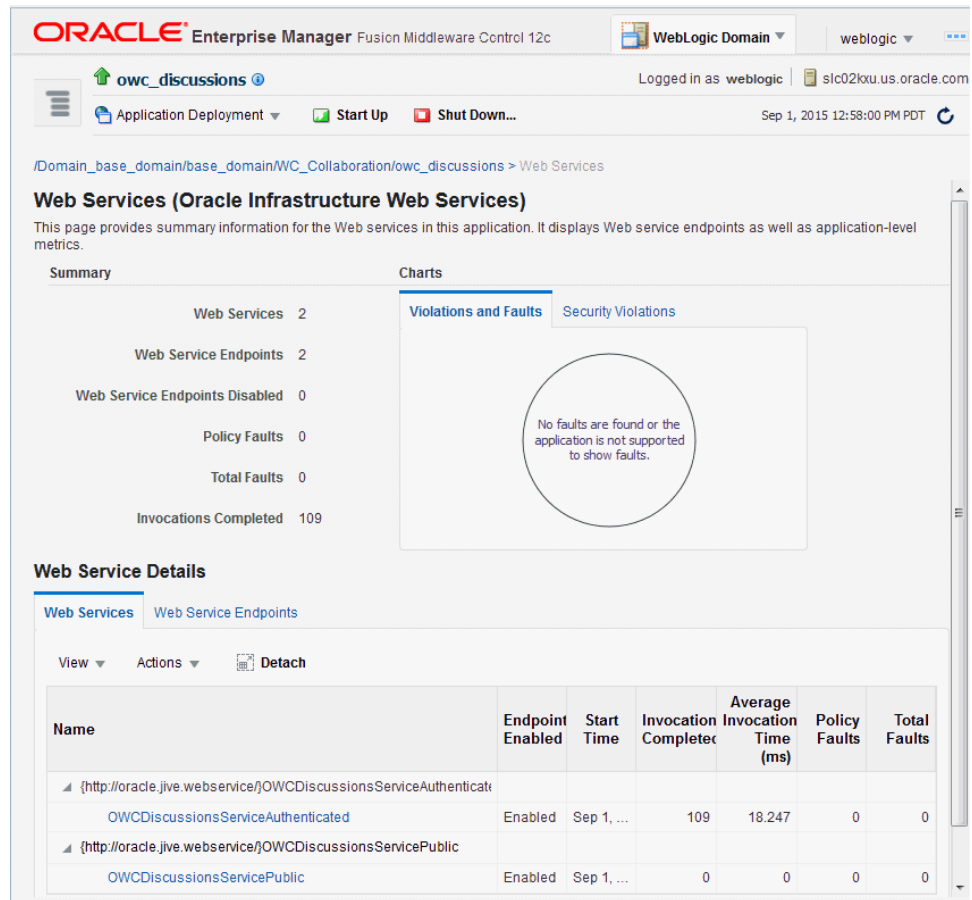 ORACLE Enterprise Manager Fusion Middleware Control 12c
WebLogic Domain
weblogic
owc_discussions
Logged in as weblogic
slc02kxu.us.oracle.com
Application Deployment
Start Up
Shut Down...
Sep 1, 2015 12:58:00 PM PDT
/Domain_base_domain/base_domain/WC_Collaboration/owc_discussions > Web Services
Web Services (Oracle Infrastructure Web Services)
This page provides summary information for the Web services in this application. It displays Web service endpoints as well as application-level
metrics.
Summary
Web Services 2
Web Service Endpoints 2
Web Service Endpoints Disabled 0
Policy Faults 0
Total Faults 0
Invocations Completed 109
Charts
Violations and Faults
Security Violations
No faults are found or the
application is not supported
to show faults.
Web Service Details
Web Services
Web Service Endpoints
View
Actions
Detach
Name
Endpoint
Enabled
Start
Time
Invocation
Completed
Average
Invocation
Time
(ms)
Policy
Faults
Total
Faults
{http://oracle.jive.webservice/}OWCDiscussionsServiceAuthenticate
OWCDiscussionsServiceAuthenticated Enabled Sep 1, ... 109 18.247 0 0
{http://oracle.jive.webservice/}OWCDiscussionsServicePublic
OWCDiscussionsServicePublic Enabled Sep 1, ... 0 0 0 0